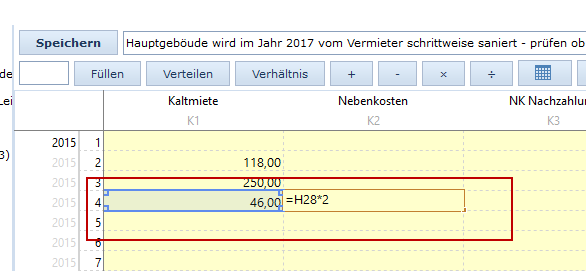 Speichern Hauptgebäude wird im Jahr 2017 vom Vermieter schrittweise saniert - prüfen ob
de Füllen Verteilen Verhältnis + - × ÷
Lei
Kaltmiete Nebenkosten NK Nachzahlun
K1 K2 K3
2015 1
3) 2015 2 118,00
2015 3 250,00
2015 4 46,00 =H28*2
2015 5
2015 6
2015 7